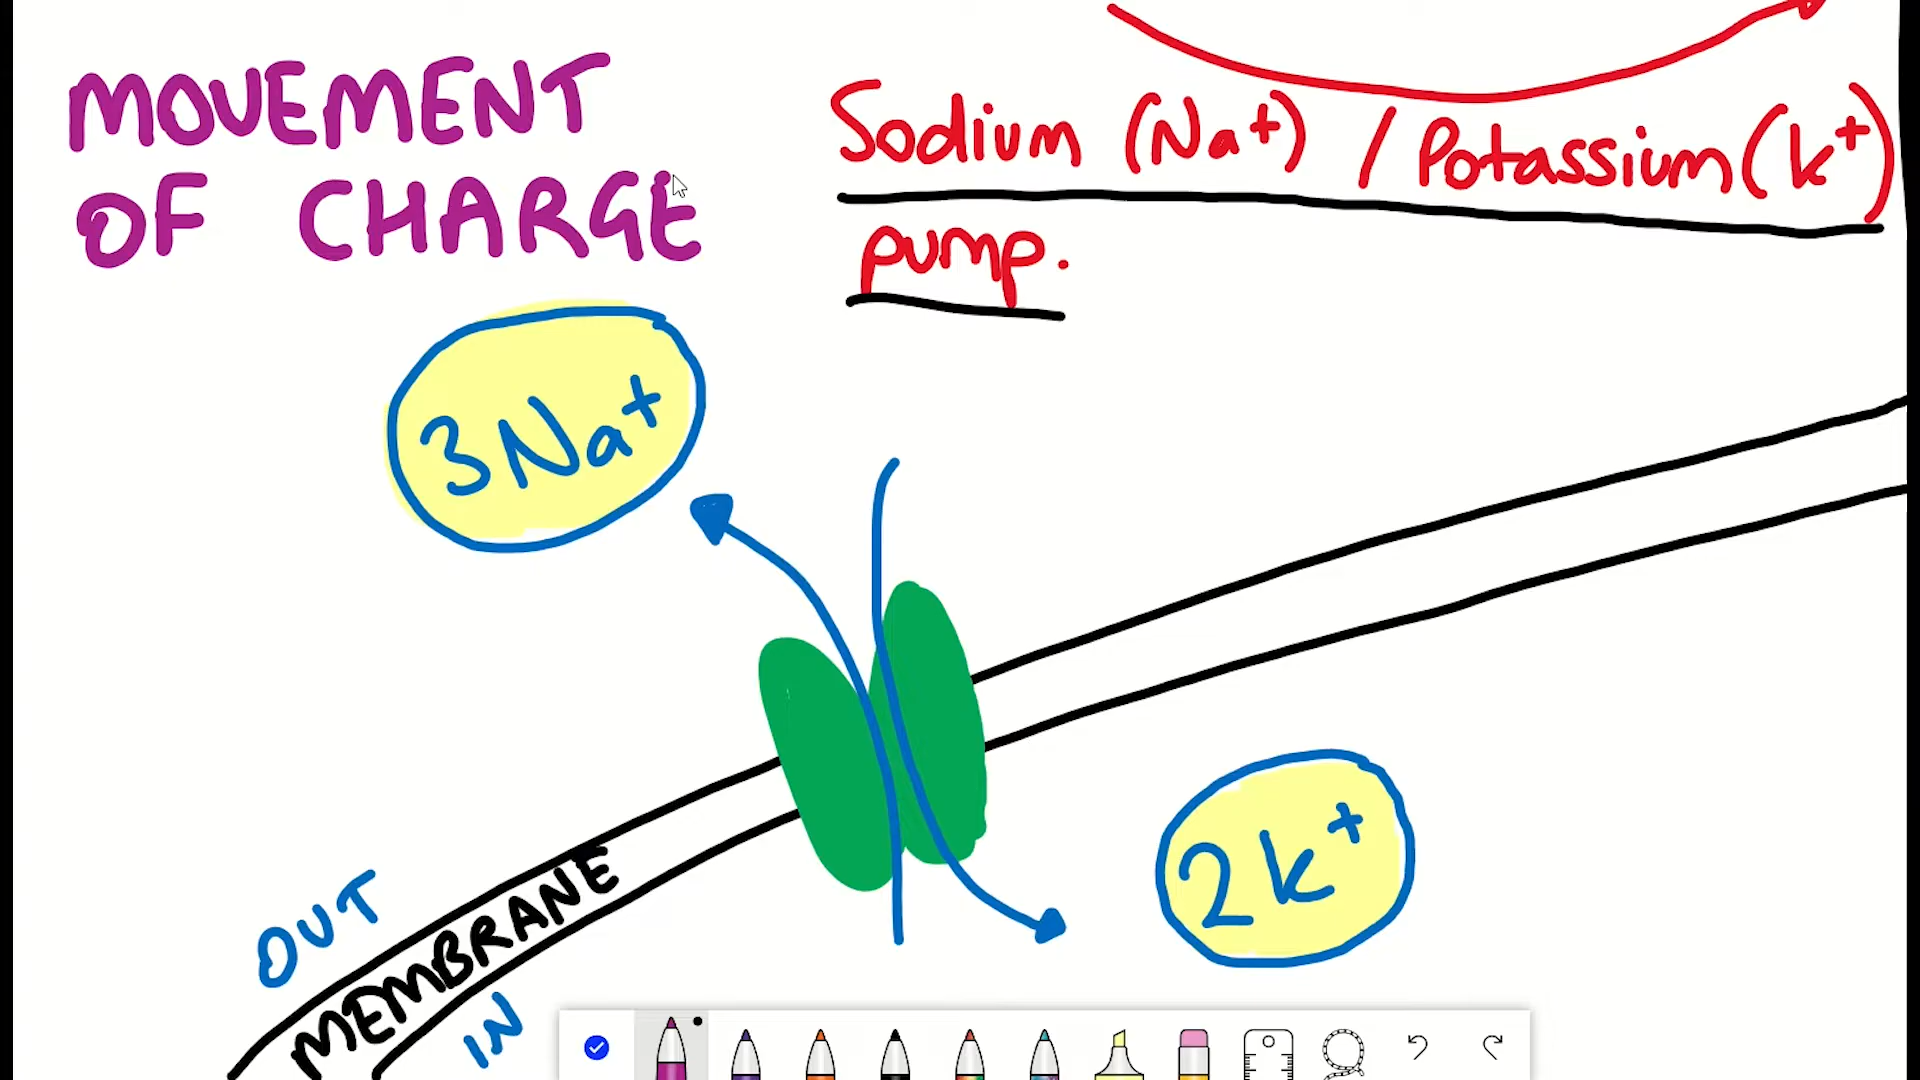 MOVEMENT
OF CHARGE
Sodium (Na+) / Potassium (k+)
pump.
3Na+
2k+
OUT
MEMBRANE
IN